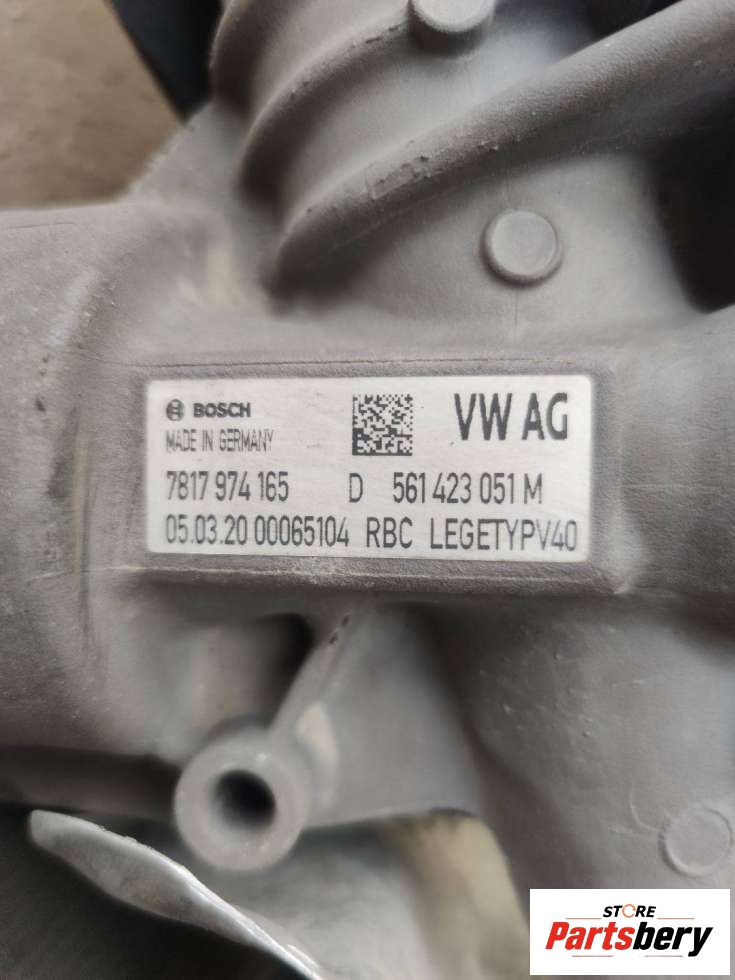 BOSCH
VW AG
MADE IN GERMANY
7817 974 165 D 561 423 051 M
05.03.20 00065104 RBC LEGETYPV40
STORE
Partsbery